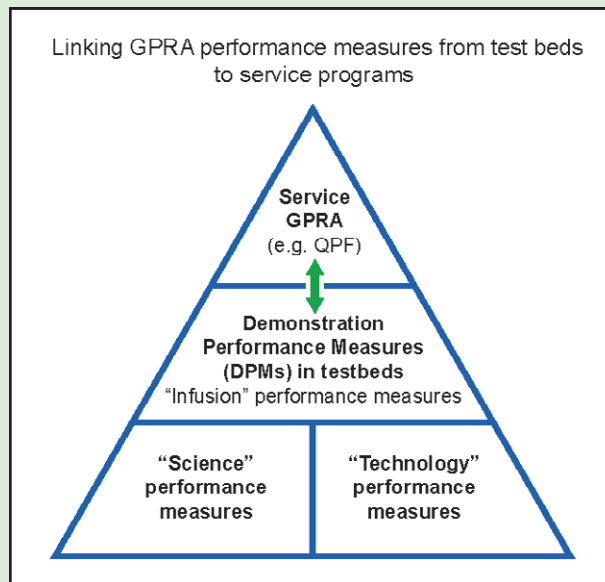 Linking GPRA performance measures from test beds
to service programs
Service
GPRA
(e.g. QPF)
Demonstration
Performance Measures
(DPMs) in testbeds
“Infusion” performance measures
“Science”
performance
measures
“Technology”
performance
measures